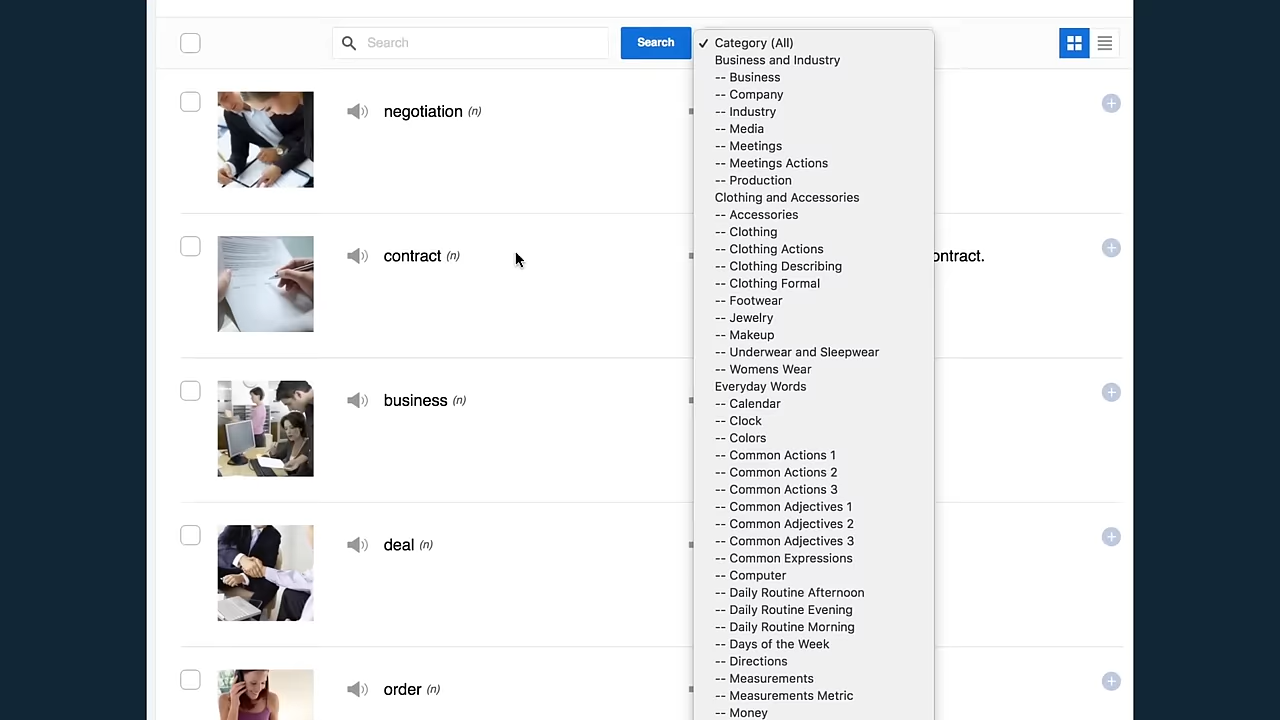 Search
Search
✓ Category (All)
Business and Industry
-- Business
-- Company
-- Industry
-- Media
-- Meetings
-- Meetings Actions
-- Production
Clothing and Accessories
-- Accessories
-- Clothing
-- Clothing Actions
-- Clothing Describing
-- Clothing Formal
-- Footwear
-- Jewelry
-- Makeup
-- Underwear and Sleepwear
-- Womens Wear
Everyday Words
-- Calendar
-- Clock
-- Colors
-- Common Actions 1
-- Common Actions 2
-- Common Actions 3
-- Common Adjectives 1
-- Common Adjectives 2
-- Common Adjectives 3
-- Common Expressions
-- Computer
-- Daily Routine Afternoon
-- Daily Routine Evening
-- Daily Routine Morning
-- Days of the Week
-- Directions
-- Measurements
-- Measurements Metric
-- Money
negotiation (n)
contract (n)
ontract.
business (n)
deal (n)
order (n)